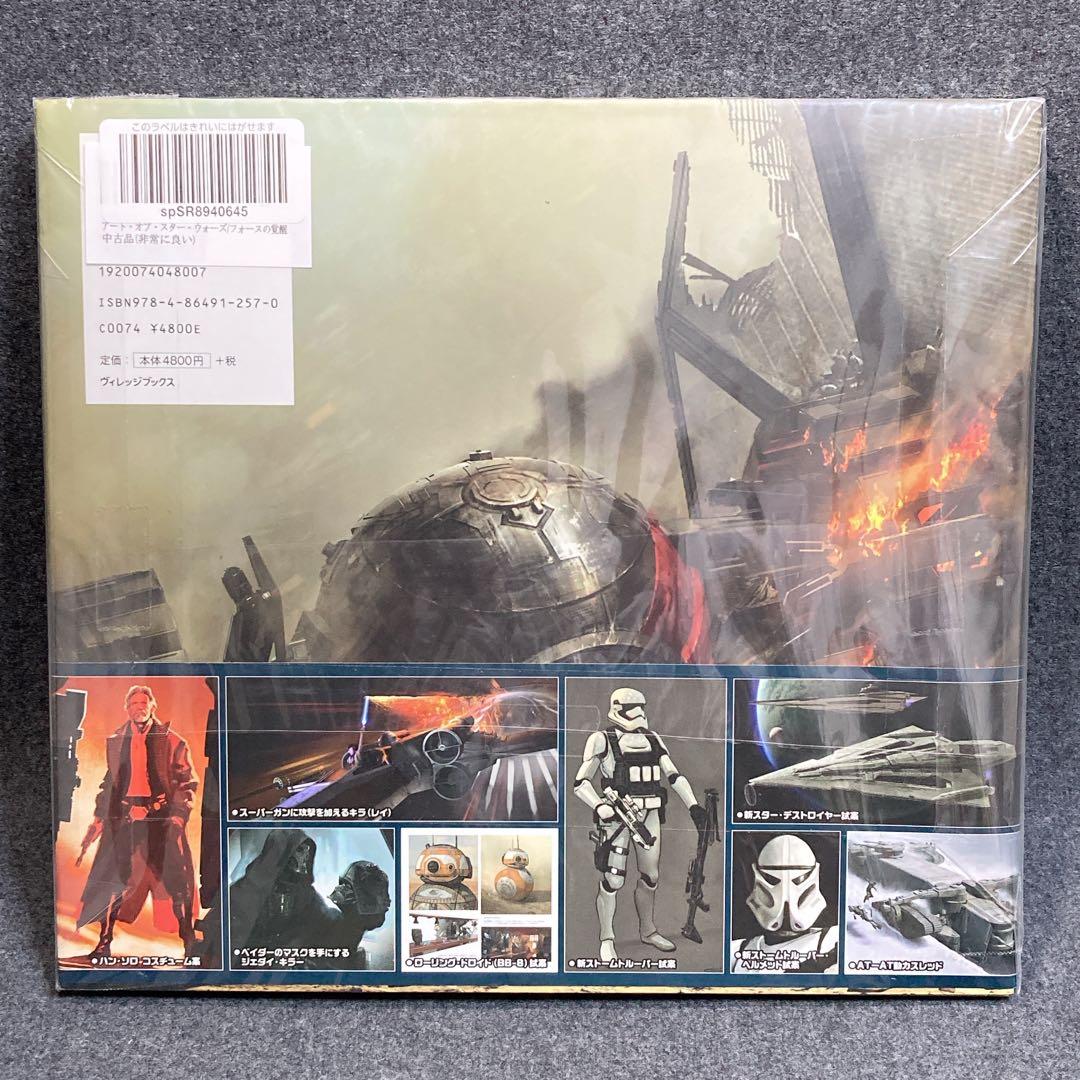 このラベルはきれいにはがせます
spSR8940645
アート・オブ・スター・ウォーズ/フォースの覚醒
中古品(非常に良い)
1920074048007
ISBN978-4-86491-257-0
C0074 ¥4800E
定価： 本体4800円 +税
ヴィレッジブックス
●スーパーガンに攻撃を加えるキラ(レイ)
●新スター・デストロイヤー試案
●ハン・ソロ・コスチューム案
●ベイダーのマスクを手にする
ジェダイ・キラー
●ローリング・ドロイド(BB-8)試案
●新ストームトルーパー試案
●新ストームトルーパー・
ヘルメット試案
●AT-AT動力スレッド